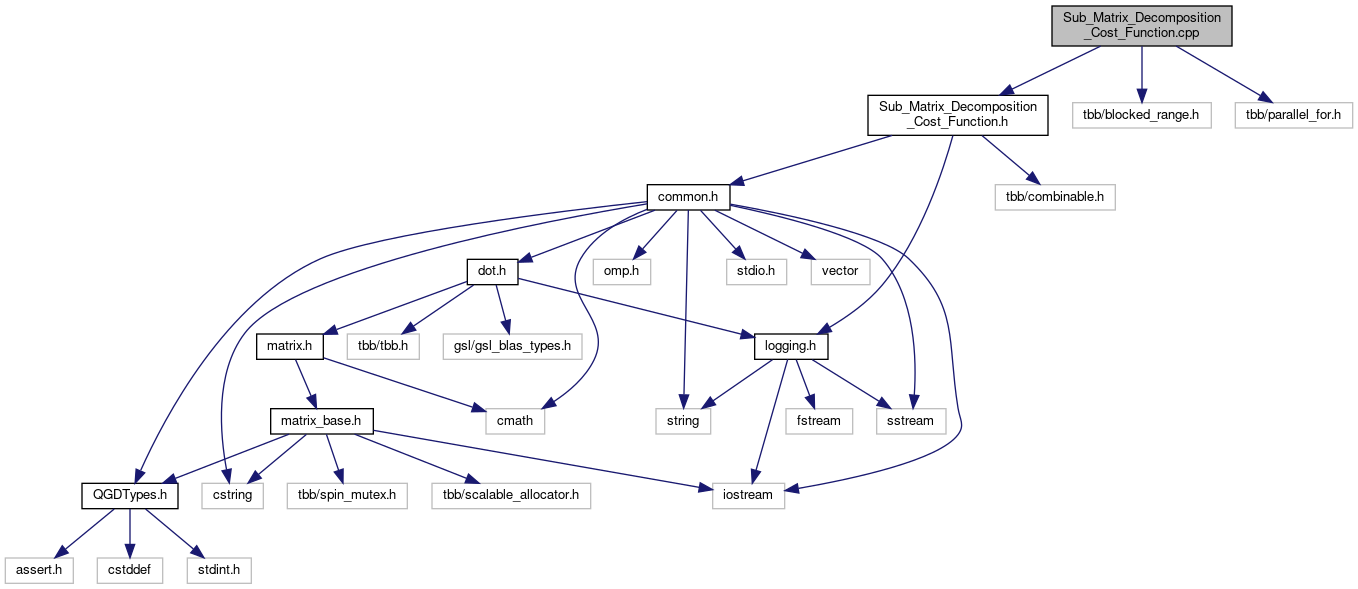 Sub_Matrix_Decomposition
_Cost_Function.cpp
Sub_Matrix_Decomposition
_Cost_Function.h
tbb/blocked_range.h
tbb/parallel_for.h
common.h
tbb/combinable.h
dot.h
omp.h
stdio.h
vector
matrix.h
tbb/tbb.h
gsl/gsl_blas_types.h
logging.h
matrix_base.h
cmath
string
fstream
sstream
QGDTypes.h
cstring
tbb/spin_mutex.h
tbb/scalable_allocator.h
iostream
assert.h
cstddef
stdint.h